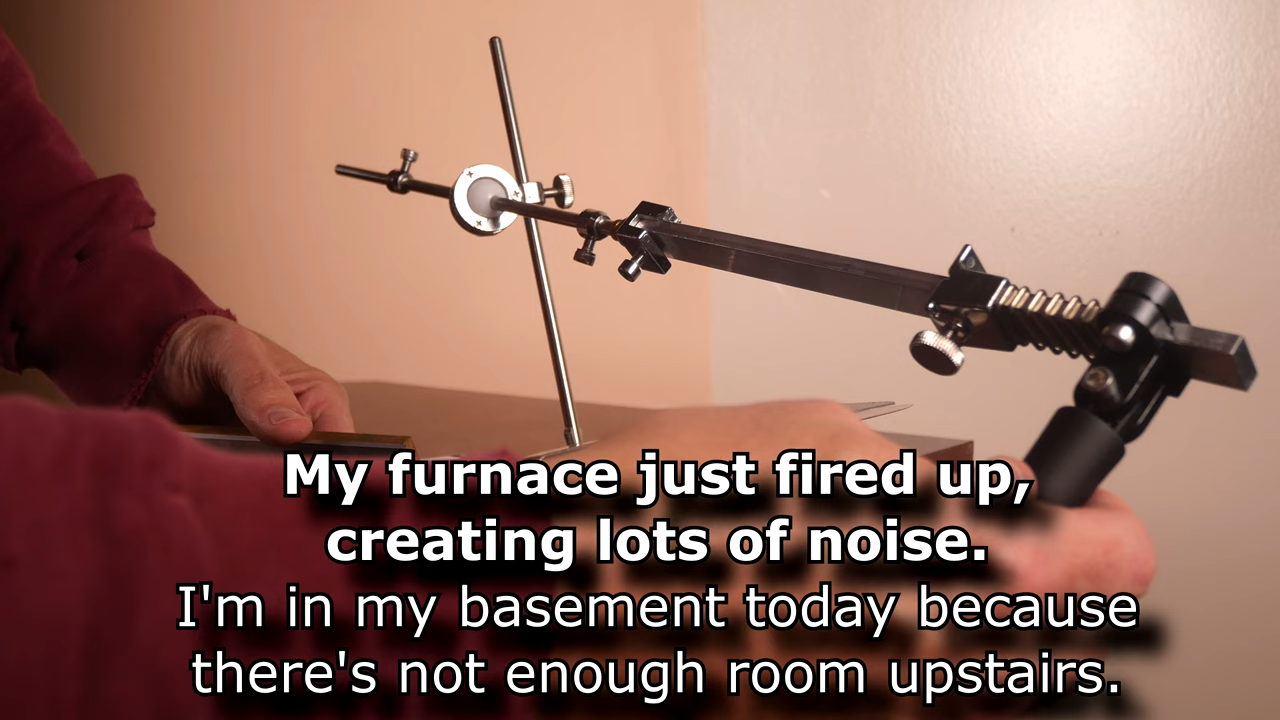 My furnace just fired up,
creating lots of noise.
I'm in my basement today because
there's not enough room upstairs.